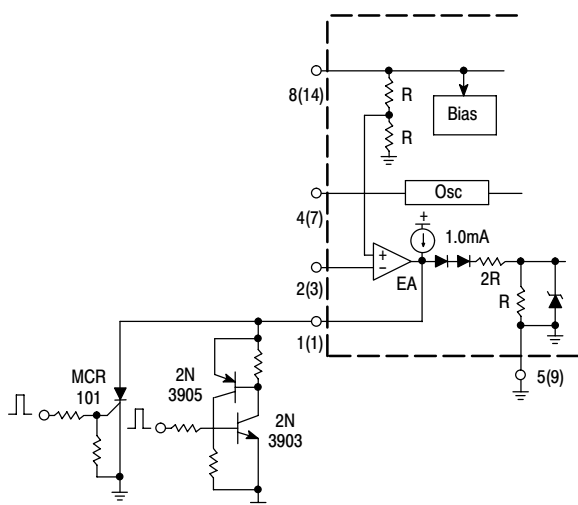 8(14)
R
Bias
R
4(7)
Osc
+
1.0mA
+
−
EA
2R
2(3)
R
1(1)
5(9)
MCR
101
2N
3905
2N
3903